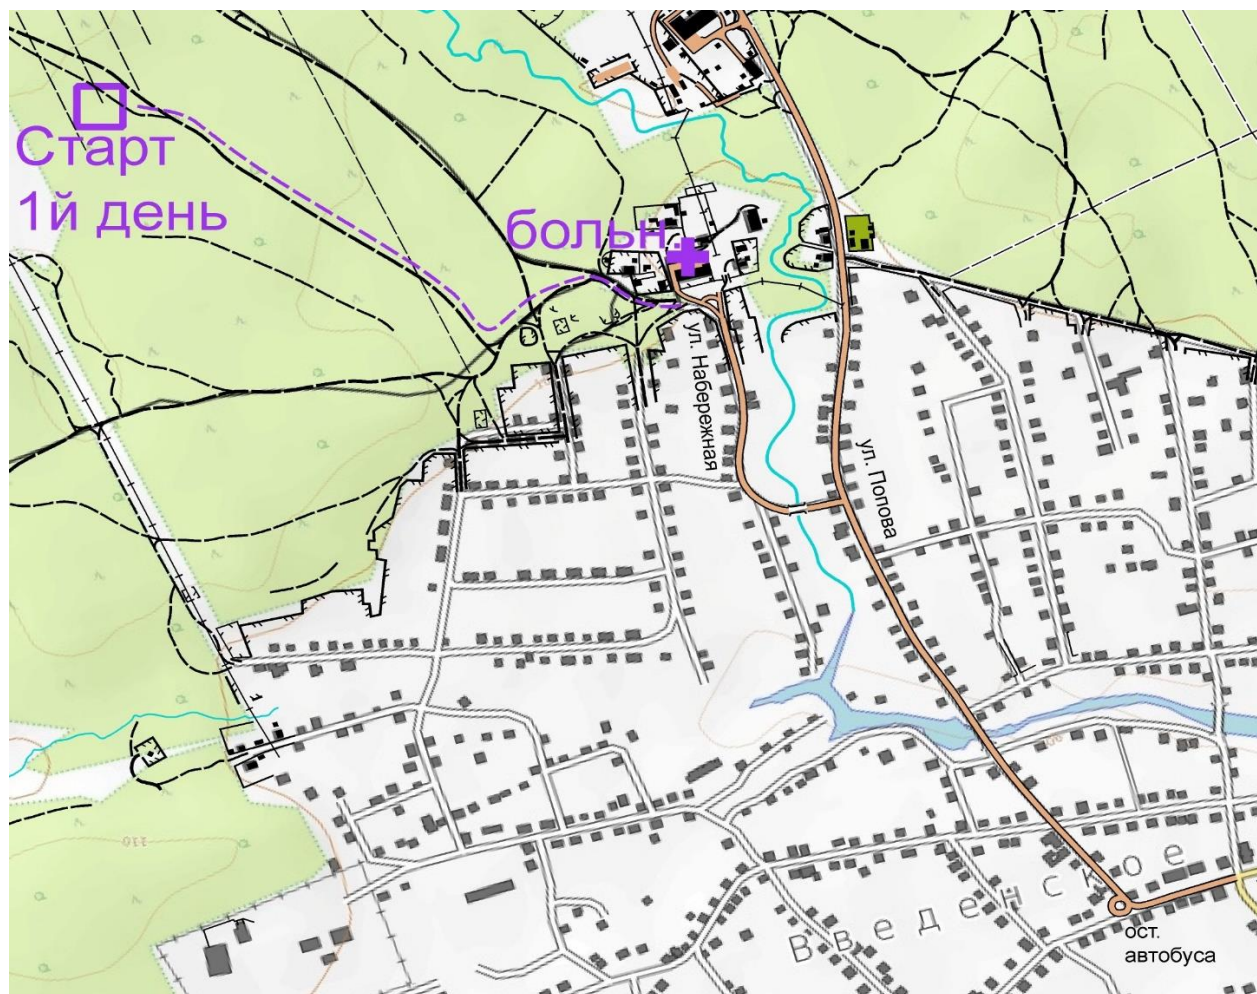 Старт
1й день
больн.
ул. Набережная
ул. Попова
110
Введенское
ост.
автобуса